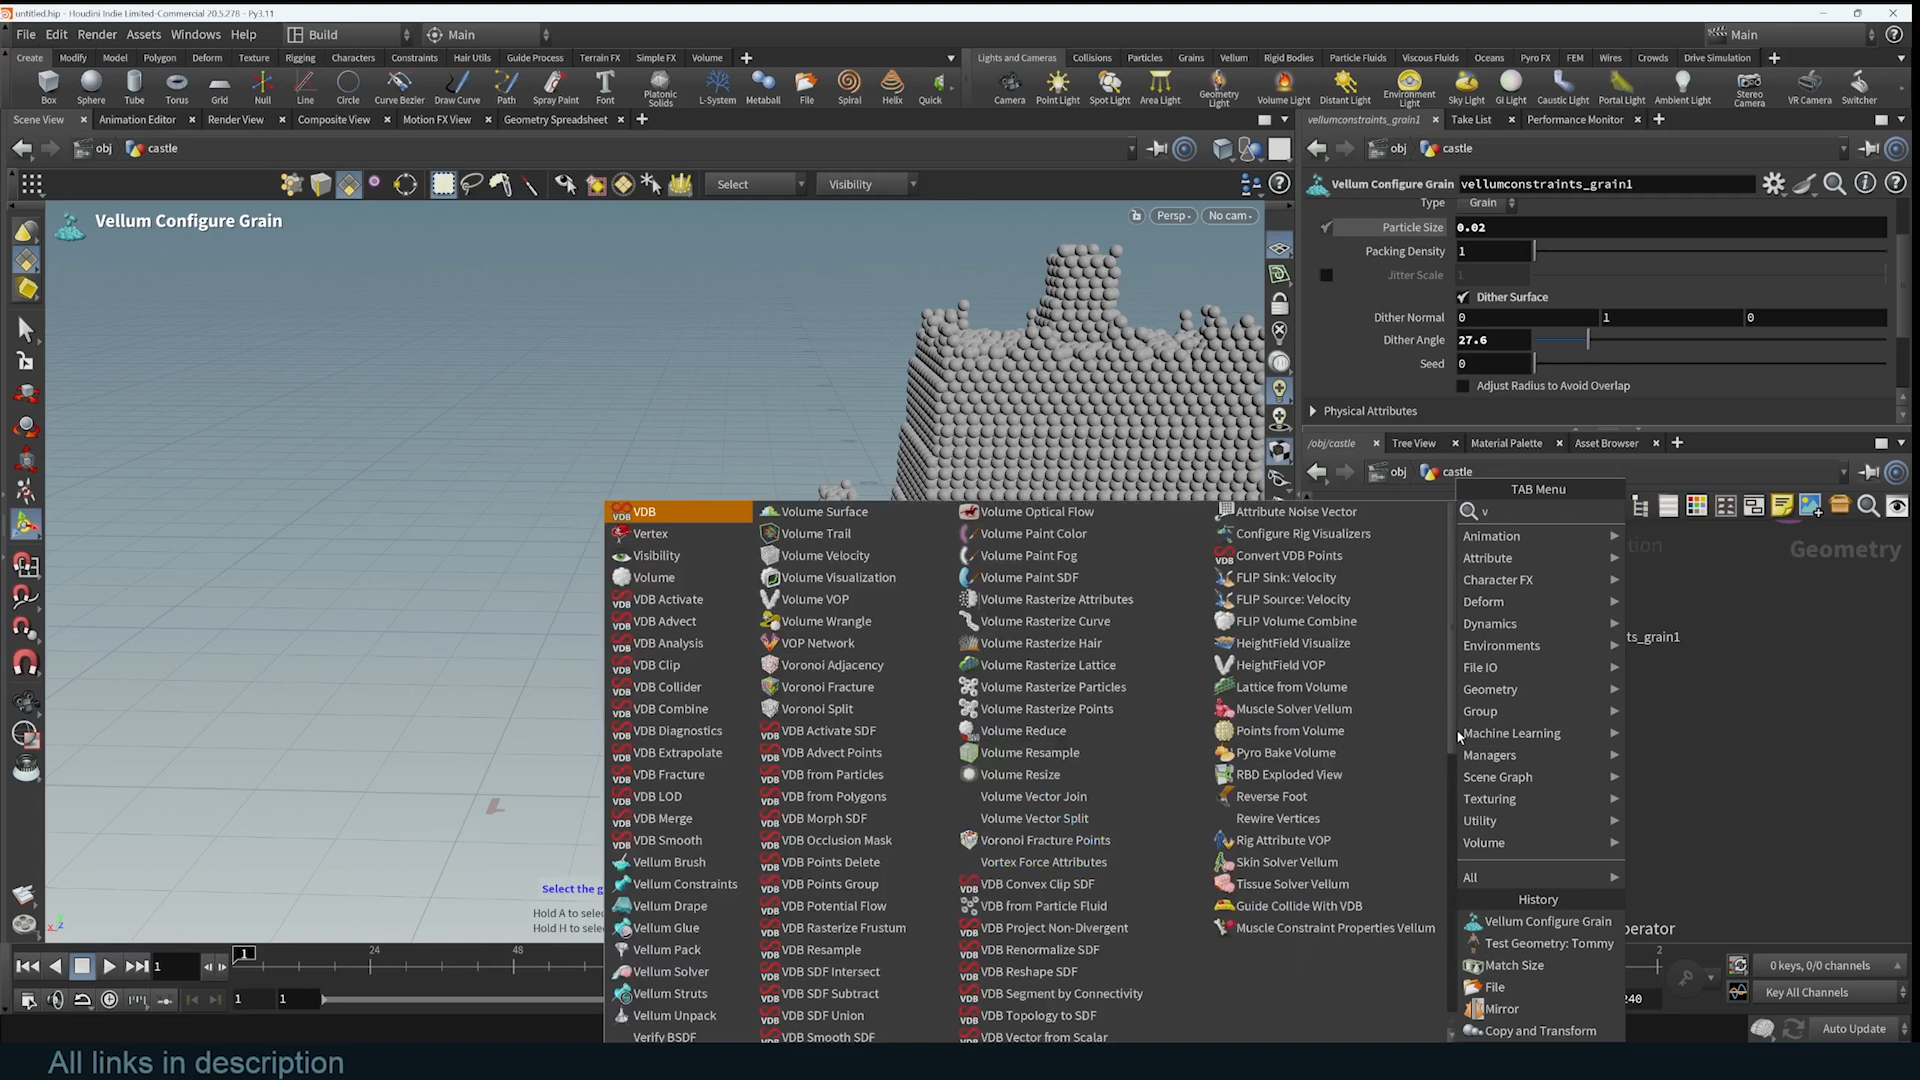 untitled.hip - Houdini Indie Limited-Commercial 20.5.278 - Py3.11
File Edit Render Assets Windows Help Build Main Main
Create Modify Model Polygon Deform Texture Rigging Characters Constraints Hair Utils Guide Process Terrain FX Simple FX Volume
Lights and Cameras Collisions Particles Grains Vellum Rigid Bodies Particle Fluids Viscous Fluids Oceans Pyro FX FEM Wires Crowds Drive Simulation
Box Sphere Tube Torus Grid Null Line Circle Curve Bezier Draw Curve Path Spray Paint Font Platonic Solids L-System Metaball File Spiral Helix Quick
Camera Point Light Spot Light Area Light Geometry Light Volume Light Distant Light Environment Light Sky Light GI Light Caustic Light Portal Light Ambient Light Stereo Camera VR Camera Switcher
Scene View Animation Editor Render View Composite View Motion FX View Geometry Spreadsheet
vellumconstraints_grain1 Take List Performance Monitor
obj castle
obj castle
Select Visibility
Vellum Configure Grain vellumconstraints_grain1
Vellum Configure Grain
Persp No cam
Type Grain
Particle Size 0.02
Packing Density 1
Jitter Scale 1
Dither Surface
Dither Normal 0 1 0
Dither Angle 27.6
Seed 0
Adjust Radius to Avoid Overlap
Physical Attributes
/obj/castle Tree View Material Palette Asset Browser
obj castle
TAB Menu
v
Animation
Attribute
Character FX
Deform
Dynamics
Environments
File IO
Geometry
Group
Machine Learning
Managers
Scene Graph
Texturing
Utility
Volume
All
History
Vellum Configure Grain
Test Geometry: Tommy
Match Size
File
Mirror
Copy and Transform
Geometry
ts_grain1
perator
VDB
Vertex
Visibility
Volume
VDB Activate
VDB Advect
VDB Analysis
VDB Clip
VDB Collider
VDB Combine
VDB Diagnostics
VDB Extrapolate
VDB Fracture
VDB LOD
VDB Merge
VDB Smooth
Vellum Brush
Vellum Constraints
Vellum Drape
Vellum Glue
Vellum Pack
Vellum Solver
Vellum Struts
Vellum Unpack
Verify BSDF
Volume Surface
Volume Trail
Volume Velocity
Volume Visualization
Volume VOP
Volume Wrangle
VOP Network
Voronoi Adjacency
Voronoi Fracture
Voronoi Split
VDB Activate SDF
VDB Advect Points
VDB from Particles
VDB from Polygons
VDB Morph SDF
VDB Occlusion Mask
VDB Points Delete
VDB Points Group
VDB Potential Flow
VDB Rasterize Frustum
VDB Resample
VDB SDF Intersect
VDB SDF Subtract
VDB SDF Union
VDB Smooth SDF
Volume Optical Flow
Volume Paint Color
Volume Paint Fog
Volume Paint SDF
Volume Rasterize Attributes
Volume Rasterize Curve
Volume Rasterize Hair
Volume Rasterize Lattice
Volume Rasterize Particles
Volume Rasterize Points
Volume Reduce
Volume Resample
Volume Resize
Volume Vector Join
Volume Vector Split
Voronoi Fracture Points
Vortex Force Attributes
VDB Convex Clip SDF
VDB from Particle Fluid
VDB Project Non-Divergent
VDB Renormalize SDF
VDB Reshape SDF
VDB Segment by Connectivity
VDB Topology to SDF
VDB Vector from Scalar
Attribute Noise Vector
Configure Rig Visualizers
Convert VDB Points
FLIP Sink: Velocity
FLIP Source: Velocity
FLIP Volume Combine
HeightField Visualize
HeightField VOP
Lattice from Volume
Muscle Solver Vellum
Points from Volume
Pyro Bake Volume
RBD Exploded View
Reverse Foot
Rewire Vertices
Rig Attribute VOP
Skin Solver Vellum
Tissue Solver Vellum
Guide Collide With VDB
Muscle Constraint Properties Vellum
Select the g
Hold A to selec
Hold H to selec
1 24 48
1
1 1
2
240
0 keys, 0/0 channels
Key All Channels
Auto Update
All links in description